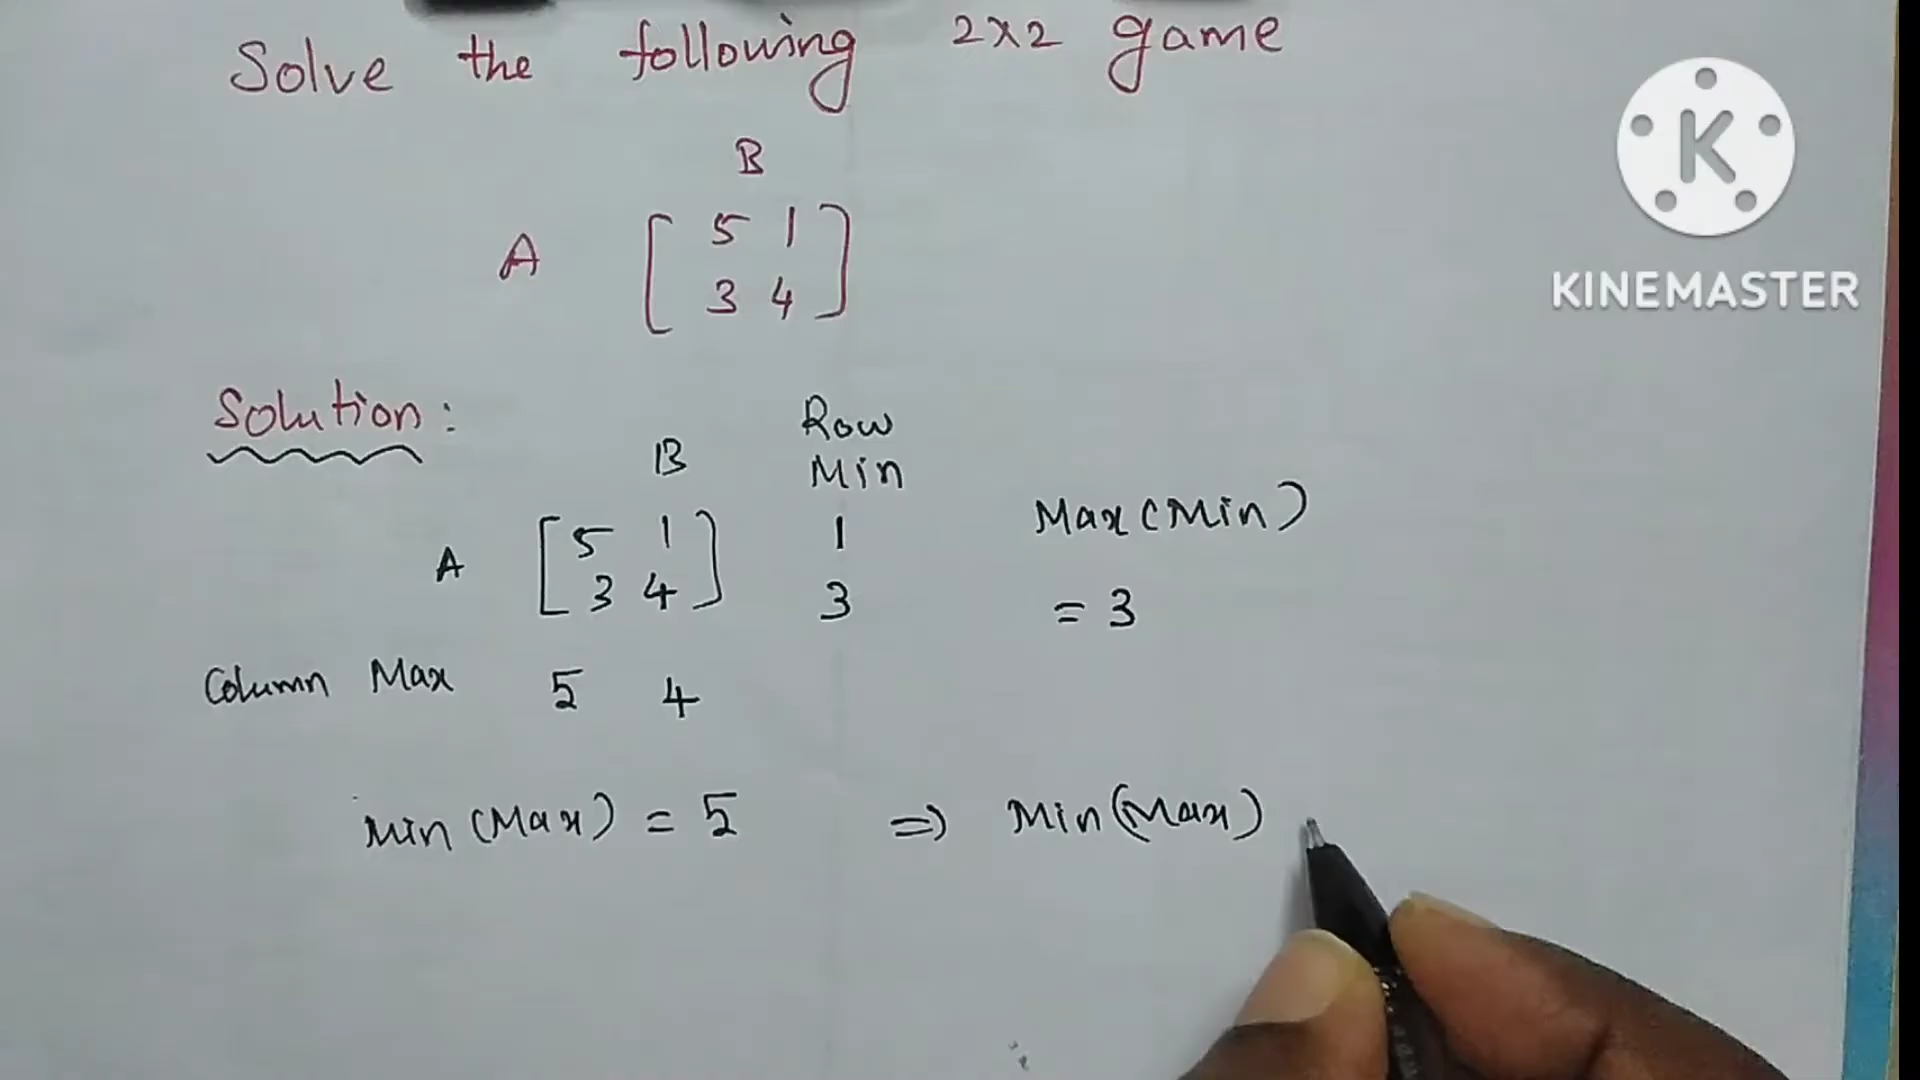 Solve the following 2x2 game
B
A [ 5 1
3 4 ]
KINEMASTER
Solution:
B Row Min
A [ 5 1 ] 1
3 4 3
Max (Min)
= 3
Column Max 5 4
Min (Max) = 5 ⇒ Min (Max)